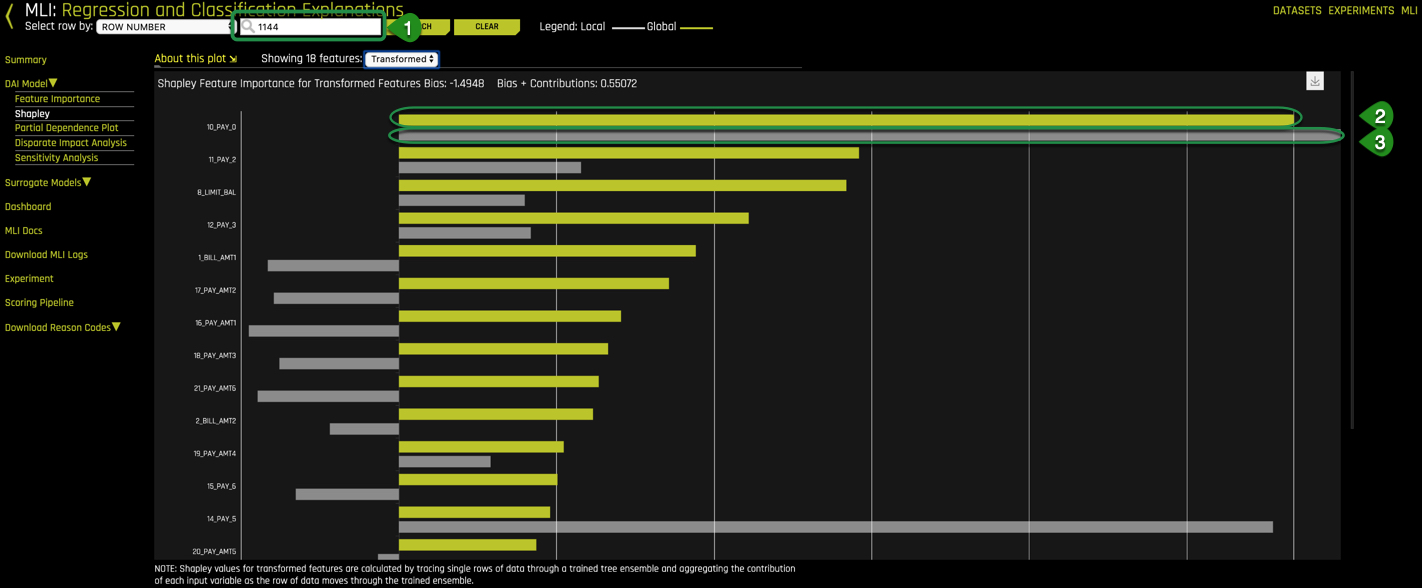 MLI: Regression and Classification Explanations
DATASETS EXPERIMENTS MLI
Select row by: ROW NUMBER 1144 1 CH CLEAR Legend: Local Global
Summary
DAI Model
Feature Importance
Shapley
Partial Dependence Plot
Disparate Impact Analysis
Sensitivity Analysis
Surrogate Models
Dashboard
MLI Docs
Download MLI Logs
Experiment
Scoring Pipeline
Download Reason Codes
About this plot Showing 18 features: Transformed
Shapley Feature Importance for Transformed Features Bias: -1.4948 Bias + Contributions: 0.55072
10_PAY_0
2
3
11_PAY_2
8_LIMIT_BAL
12_PAY_3
1_BILL_AMT1
17_PAY_AMT2
16_PAY_AMT1
18_PAY_AMT3
21_PAY_AMT6
2_BILL_AMT2
19_PAY_AMT4
15_PAY_6
14_PAY_5
20_PAY_AMT5
NOTE: Shapley values for transformed features are calculated by tracing single rows of data through a trained tree ensemble and aggregating the contribution
of each input variable as the row of data moves through the trained ensemble.